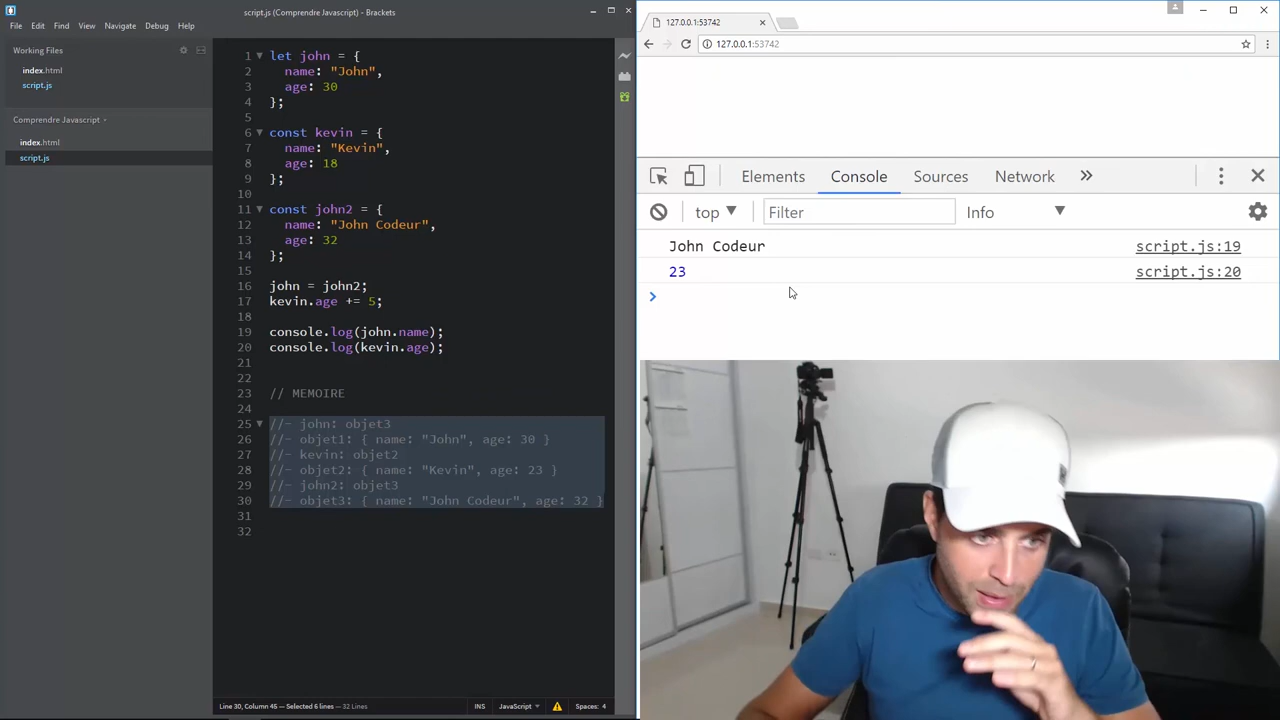 script.js (Comprendre Javascript) - Brackets
File Edit Find View Navigate Debug Help
Working Files
index.html
script.js
Comprendre Javascript
index.html
script.js
1 let john = {
2 name: "John",
3 age: 30
4 };
5
6 const kevin = {
7 name: "Kevin",
8 age: 18
9 };
10
11 const john2 = {
12 name: "John Codeur",
13 age: 32
14 };
15
16 john = john2;
17 kevin.age += 5;
18
19 console.log(john.name);
20 console.log(kevin.age);
21
22
23 // MEMOIRE
24
25 //- john: objet3
26 //- objet1: { name: "John", age: 30 }
27 //- kevin: objet2
28 //- objet2: { name: "Kevin", age: 23 }
29 //- john2: objet3
30 //- objet3: { name: "John Codeur", age: 32 }
31
32
Line 30, Column 45 — Selected 6 lines — 32 Lines
INS JavaScript Spaces: 4
127.0.0.1:53742
127.0.0.1:53742
Elements Console Sources Network »
top Filter Info
John Codeur script.js:19
23 script.js:20
>